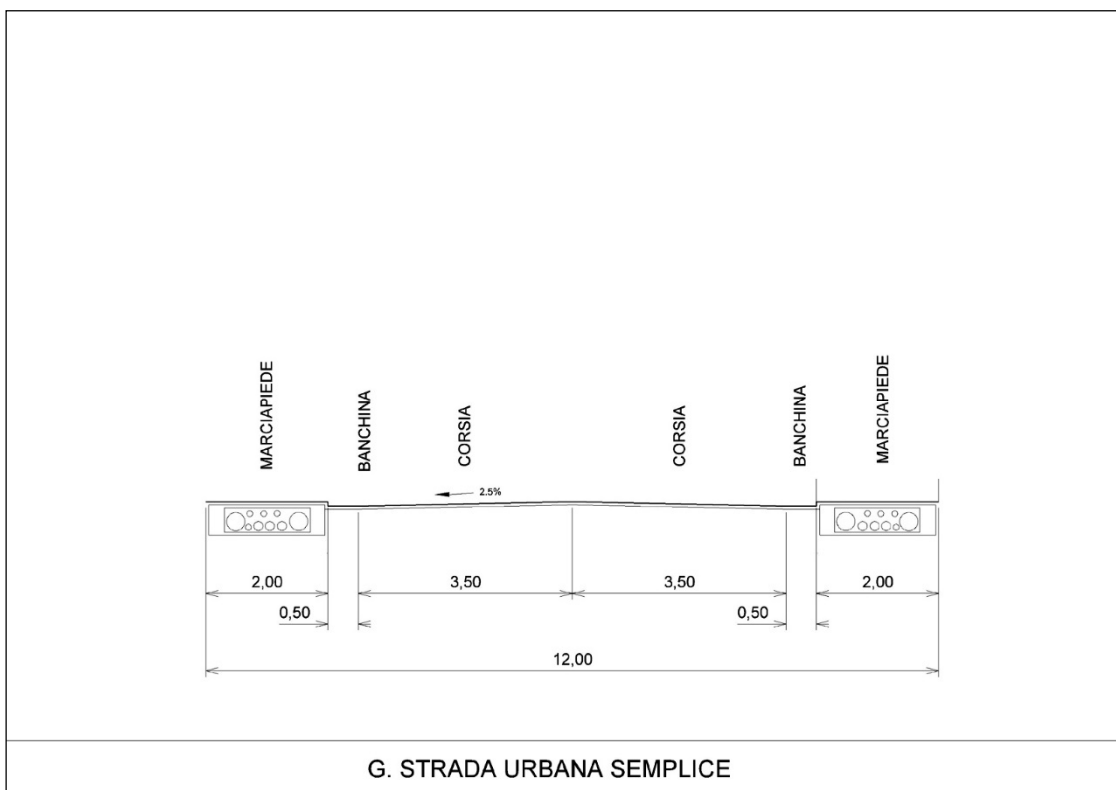 MARCIAPIEDE
BANCHINA
CORSIA
CORSIA
BANCHINA
MARCIAPIEDE
2.5%
2,00
3,50
3,50
2,00
0,50
0,50
12,00
G. STRADA URBANA SEMPLICE